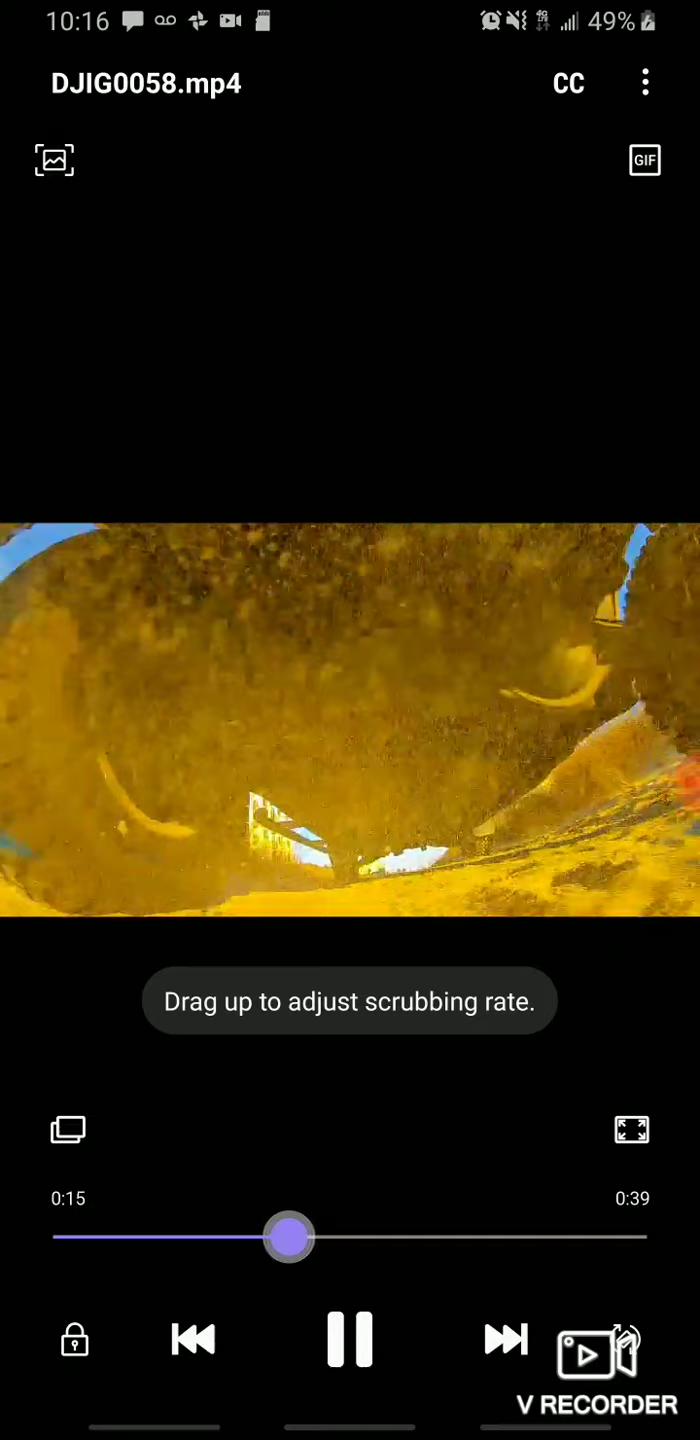 10:16
49%
DJIG0058.mp4
CC
GIF
Drag up to adjust scrubbing rate.
0:15
0:39
V RECORDER